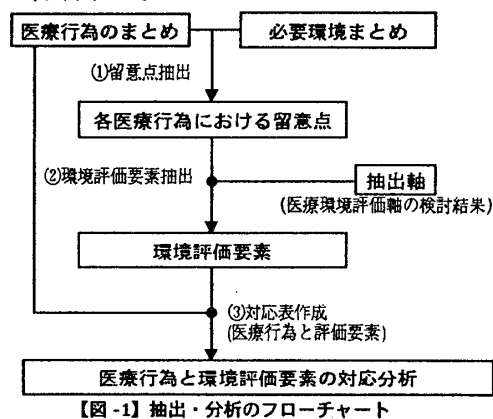 医療行為のまとめ
必要環境まとめ
①留意点抽出
各医療行為における留意点
②環境評価要素抽出
抽出軸
(医療環境評価軸の検討結果)
環境評価要素
③対応表作成
(医療行為と評価要素)
医療行為と環境評価要素の対応分析
【図-1】抽出・分析のフローチャート